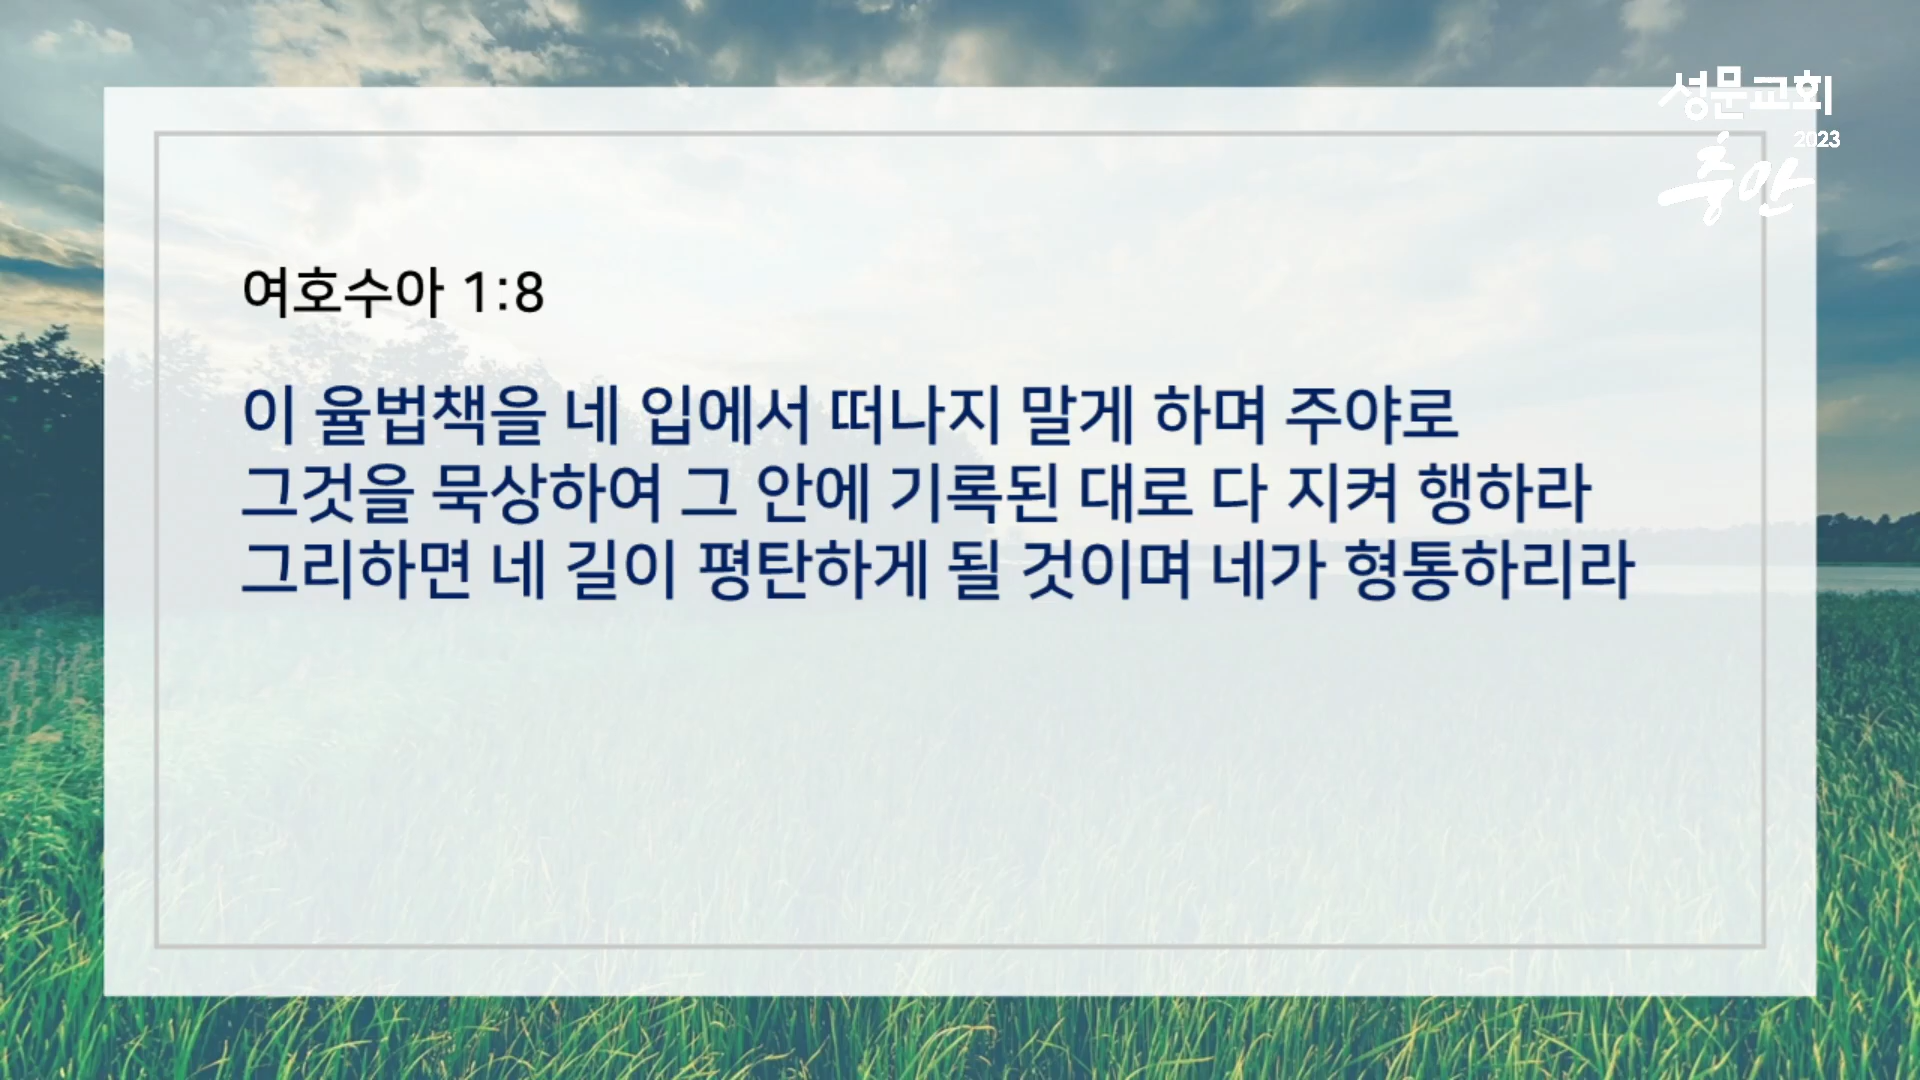 성문교회
2023
여호수아 1:8
이 율법책을 네 입에서 떠나지 말게 하며 주야로
그것을 묵상하여 그 안에 기록된 대로 다 지켜 행하라
그리하면 네 길이 평탄하게 될 것이며 네가 형통하리라